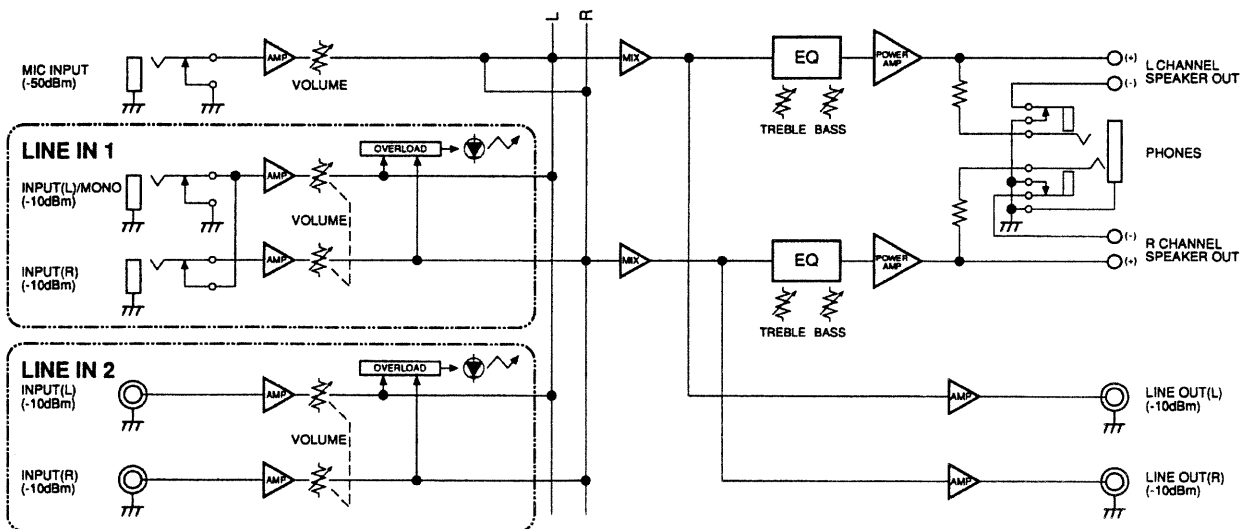 L
R
MIC INPUT
(-50dBm)
AMP
VOLUME
MIX
EQ
TREBLE BASS
POWER
AMP
(+)
(-)
L CHANNEL
SPEAKER OUT
PHONES
LINE IN 1
INPUT(L)/MONO
(-10dBm)
AMP
OVERLOAD
VOLUME
INPUT(R)
(-10dBm)
AMP
MIX
EQ
TREBLE BASS
POWER
AMP
(-)
(+)
R CHANNEL
SPEAKER OUT
LINE IN 2
INPUT(L)
(-10dBm)
AMP
OVERLOAD
VOLUME
INPUT(R)
(-10dBm)
AMP
AMP
LINE OUT(L)
(-10dBm)
AMP
LINE OUT(R)
(-10dBm)